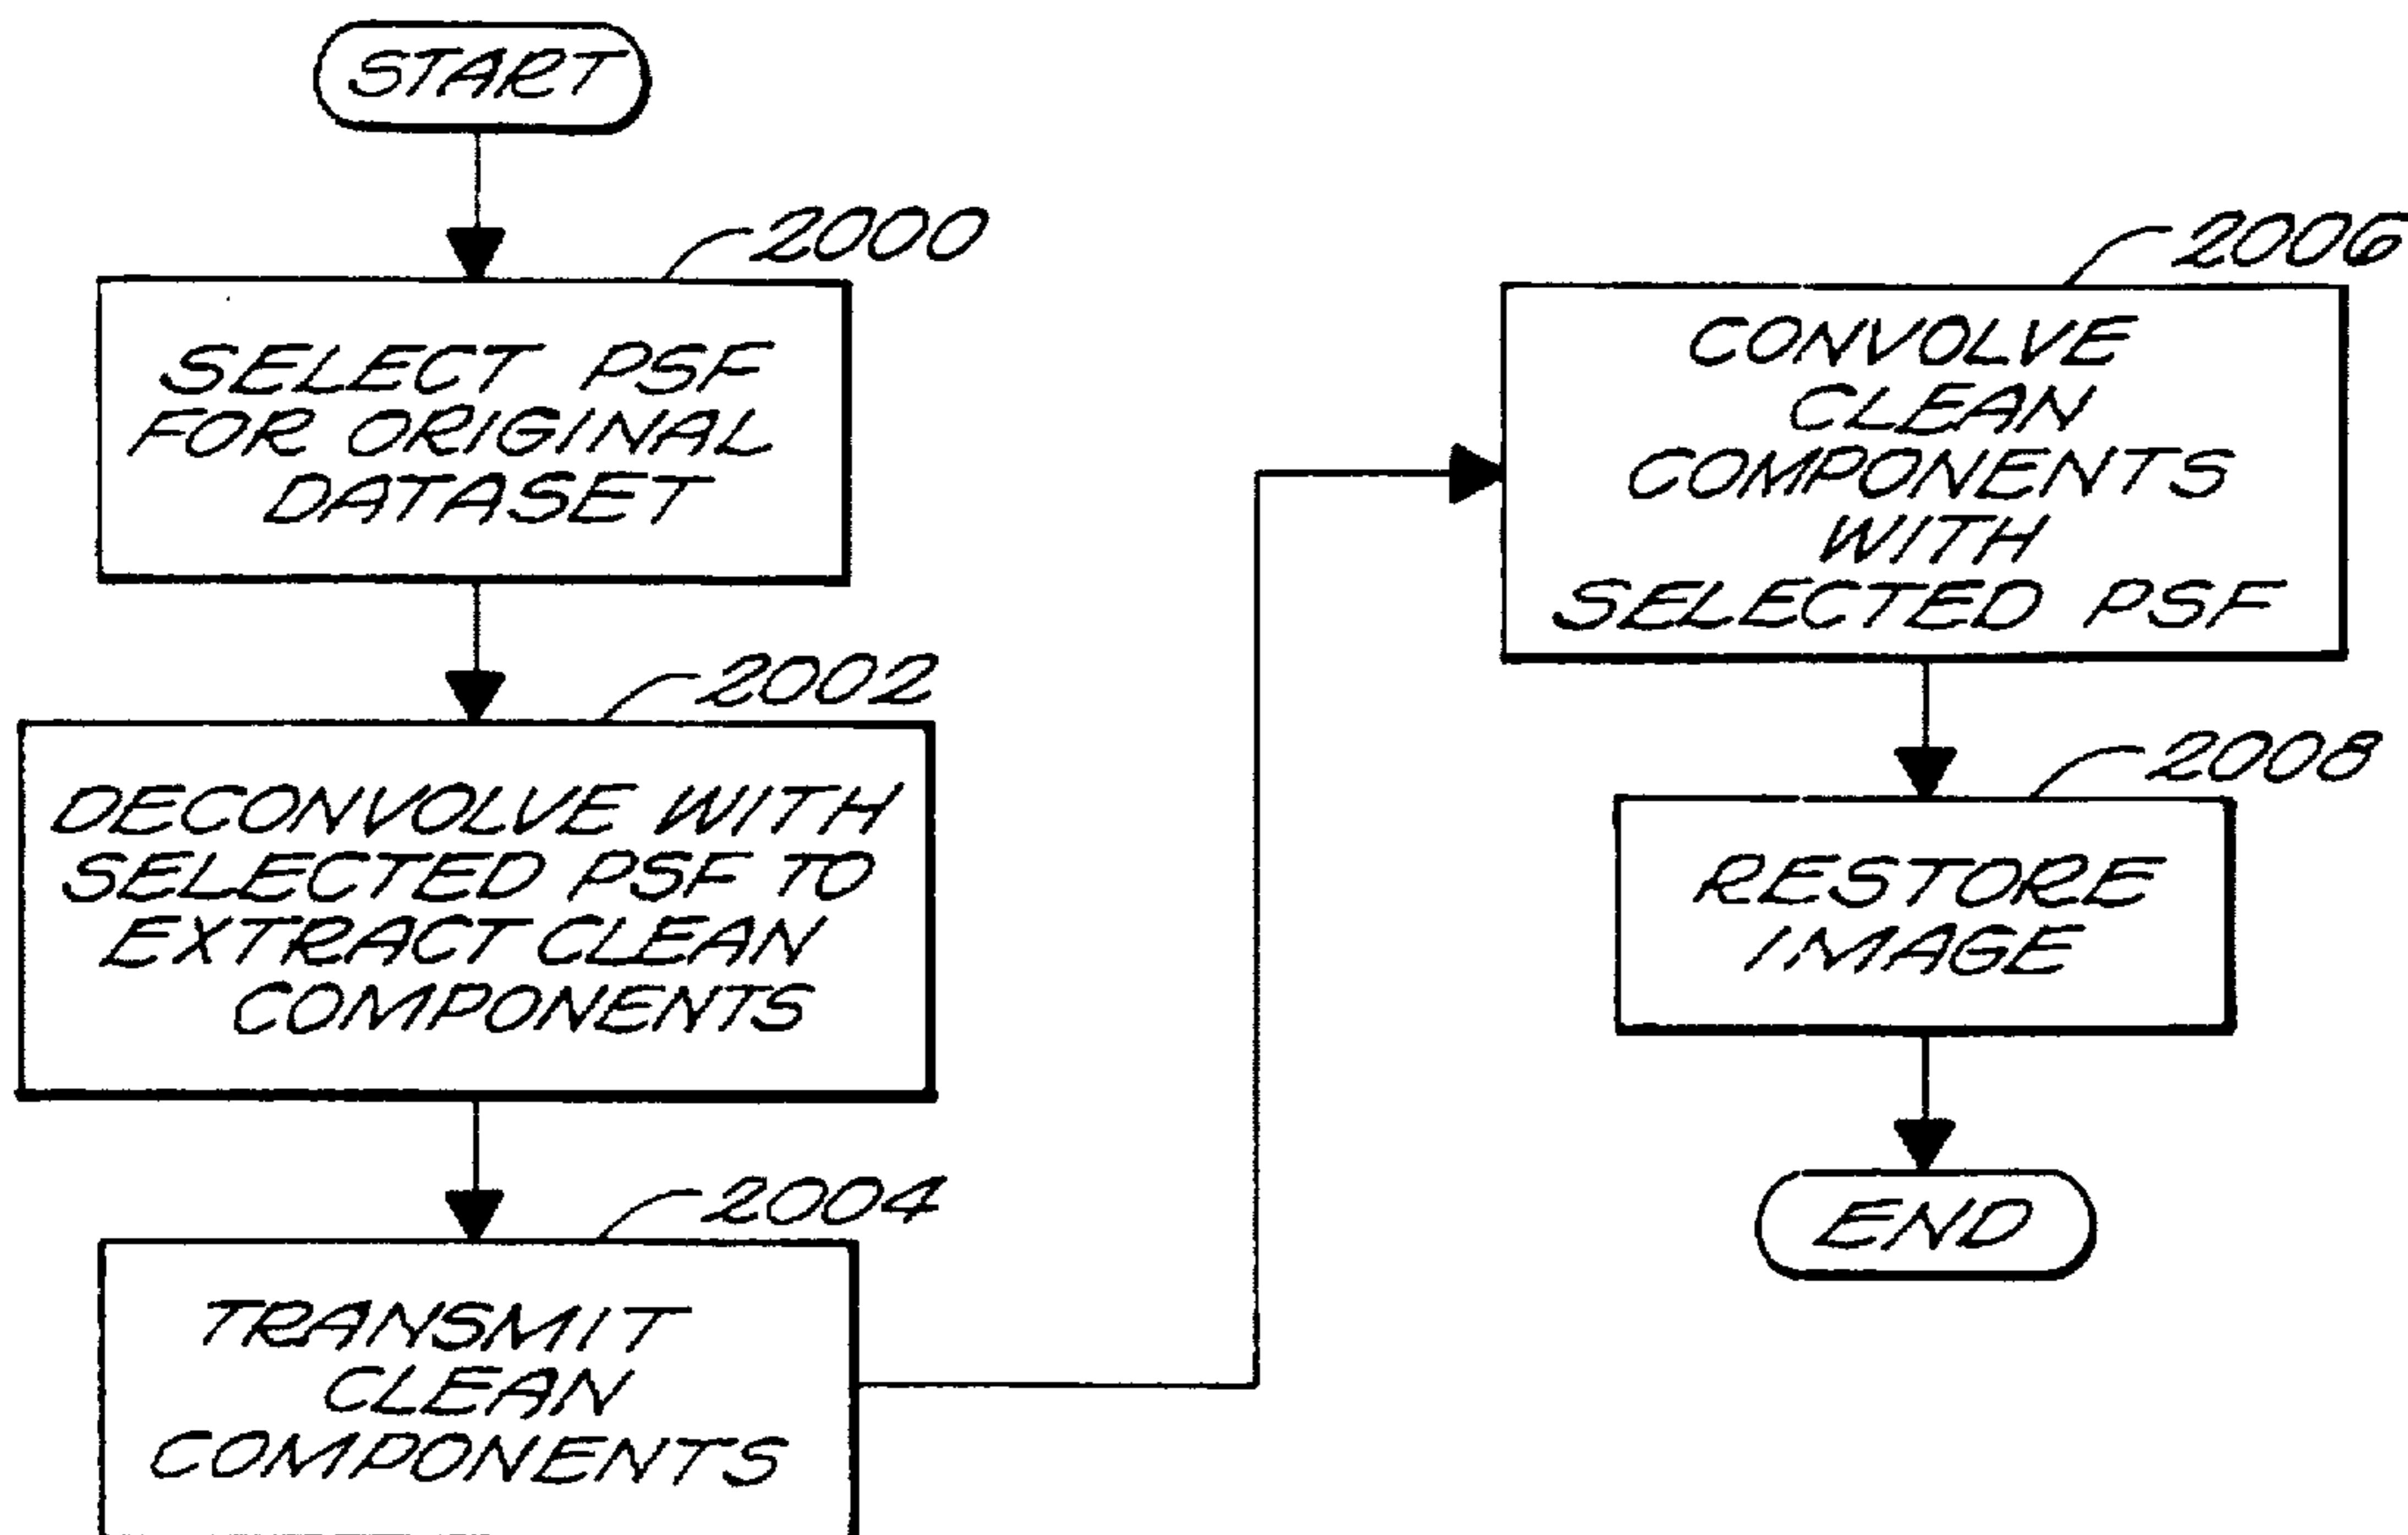 START
2000
SELECT PSF
FOR ORIGINAL
DATASET
2002
DECONVOLVE WITH
SELECTED PSF TO
EXTRACT CLEAN
COMPONENTS
2004
TRANSMIT
CLEAN
COMPONENTS
2006
CONVOLVE
CLEAN
COMPONENTS
WITH
SELECTED PSF
2008
RESTORE
IMAGE
END